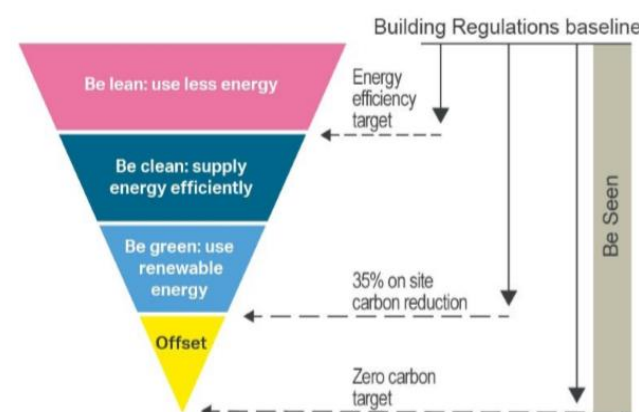 Building Regulations baseline
Be lean: use less energy
Energy
efficiency
target
Be clean: supply
energy efficiently
Be Seen
Be green: use
renewable
energy
35% on site
carbon reduction
Offset
Zero carbon
target